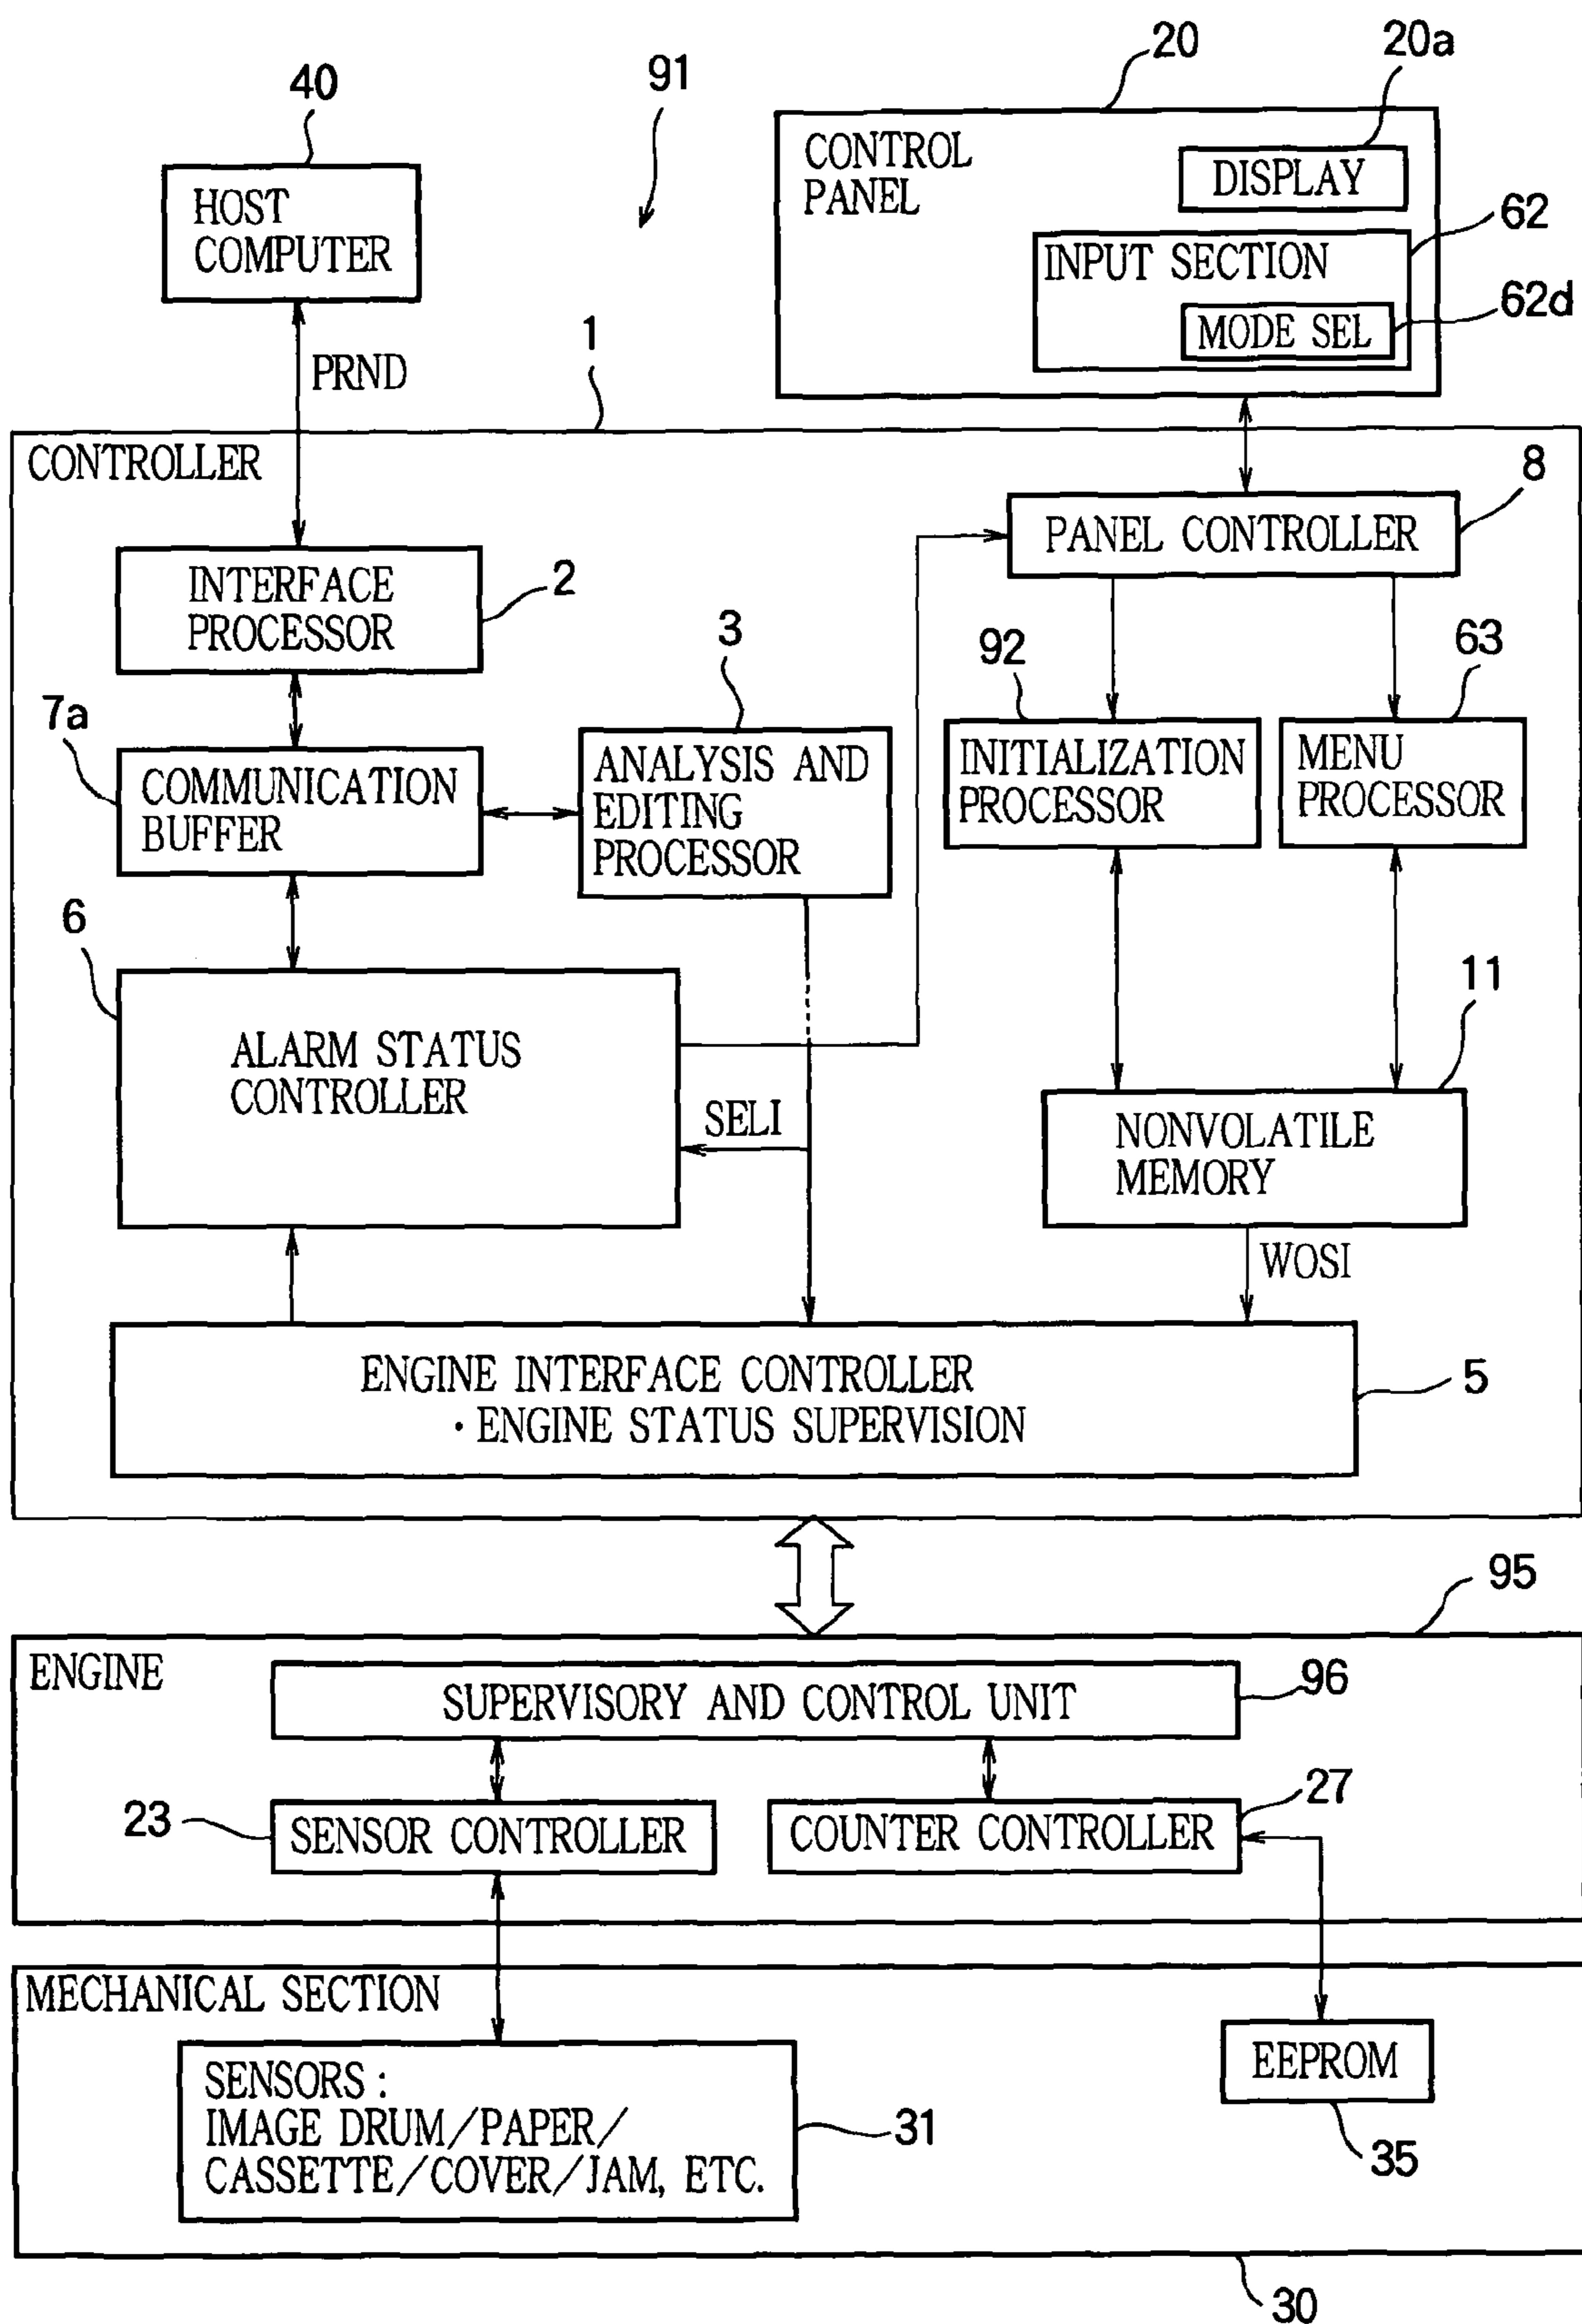 40
91
20
20a
CONTROL
PANEL
DISPLAY
HOST
COMPUTER
62
INPUT SECTION
62d
MODE SEL
PRND
1
CONTROLLER
8
PANEL CONTROLLER
INTERFACE
PROCESSOR
2
3
92
63
7a
COMMUNICATION
BUFFER
ANALYSIS AND
EDITING
PROCESSOR
INITIALIZATION
PROCESSOR
MENU
PROCESSOR
6
11
ALARM STATUS
CONTROLLER
SELI
NONVOLATILE
MEMORY
WOSI
ENGINE INTERFACE CONTROLLER
・ENGINE STATUS SUPERVISION
5
95
ENGINE
SUPERVISORY AND CONTROL UNIT
96
23
SENSOR CONTROLLER
COUNTER CONTROLLER
27
MECHANICAL SECTION
SENSORS :
IMAGE DRUM/PAPER/
CASSETTE/COVER/JAM, ETC.
31
EEPROM
35
30